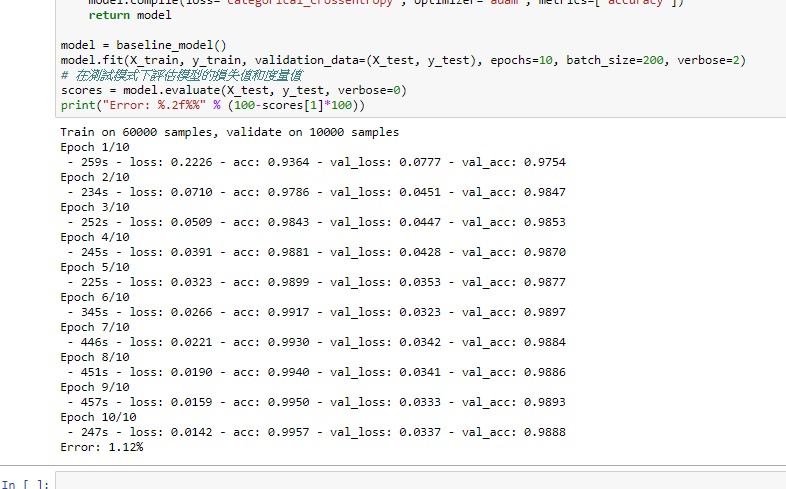 model.compile(loss='categorical_crossentropy', optimizer='adam', metrics=['accuracy'])
return model
model = baseline_model()
model.fit(X_train, y_train, validation_data=(X_test, y_test), epochs=10, batch_size=200, verbose=2)
# 在測試模式下評估模型的損失值和度量值
scores = model.evaluate(X_test, y_test, verbose=0)
print("Error: %.2f%%" % (100-scores[1]*100))
Train on 60000 samples, validate on 10000 samples
Epoch 1/10
- 259s - loss: 0.2226 - acc: 0.9364 - val_loss: 0.0777 - val_acc: 0.9754
Epoch 2/10
- 234s - loss: 0.0710 - acc: 0.9786 - val_loss: 0.0451 - val_acc: 0.9847
Epoch 3/10
- 252s - loss: 0.0509 - acc: 0.9843 - val_loss: 0.0447 - val_acc: 0.9853
Epoch 4/10
- 245s - loss: 0.0391 - acc: 0.9881 - val_loss: 0.0428 - val_acc: 0.9870
Epoch 5/10
- 225s - loss: 0.0323 - acc: 0.9899 - val_loss: 0.0353 - val_acc: 0.9877
Epoch 6/10
- 345s - loss: 0.0266 - acc: 0.9917 - val_loss: 0.0323 - val_acc: 0.9897
Epoch 7/10
- 446s - loss: 0.0221 - acc: 0.9930 - val_loss: 0.0342 - val_acc: 0.9884
Epoch 8/10
- 451s - loss: 0.0190 - acc: 0.9940 - val_loss: 0.0341 - val_acc: 0.9886
Epoch 9/10
- 457s - loss: 0.0159 - acc: 0.9950 - val_loss: 0.0333 - val_acc: 0.9893
Epoch 10/10
- 247s - loss: 0.0142 - acc: 0.9957 - val_loss: 0.0337 - val_acc: 0.9888
Error: 1.12%
In [ ]: